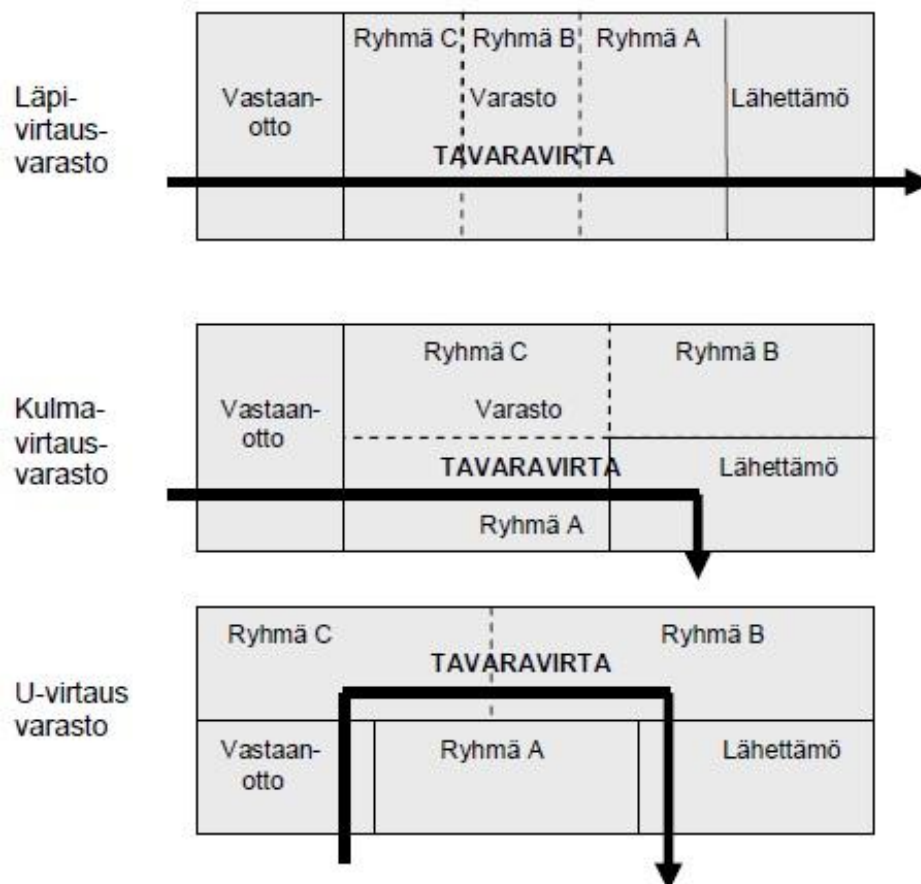 Läpi-
virtaus-
varasto
Ryhmä C Ryhmä B Ryhmä A
Vastaan-
otto
Varasto
Lähettämö
TAVARAVIRTA
Kulma-
virtaus-
varasto
Ryhmä C Ryhmä B
Vastaan-
otto
Varasto
TAVARAVIRTA
Lähettämö
Ryhmä A
U-virtaus
varasto
Ryhmä C Ryhmä B
TAVARAVIRTA
Vastaan-
otto
Ryhmä A
Lähettämö